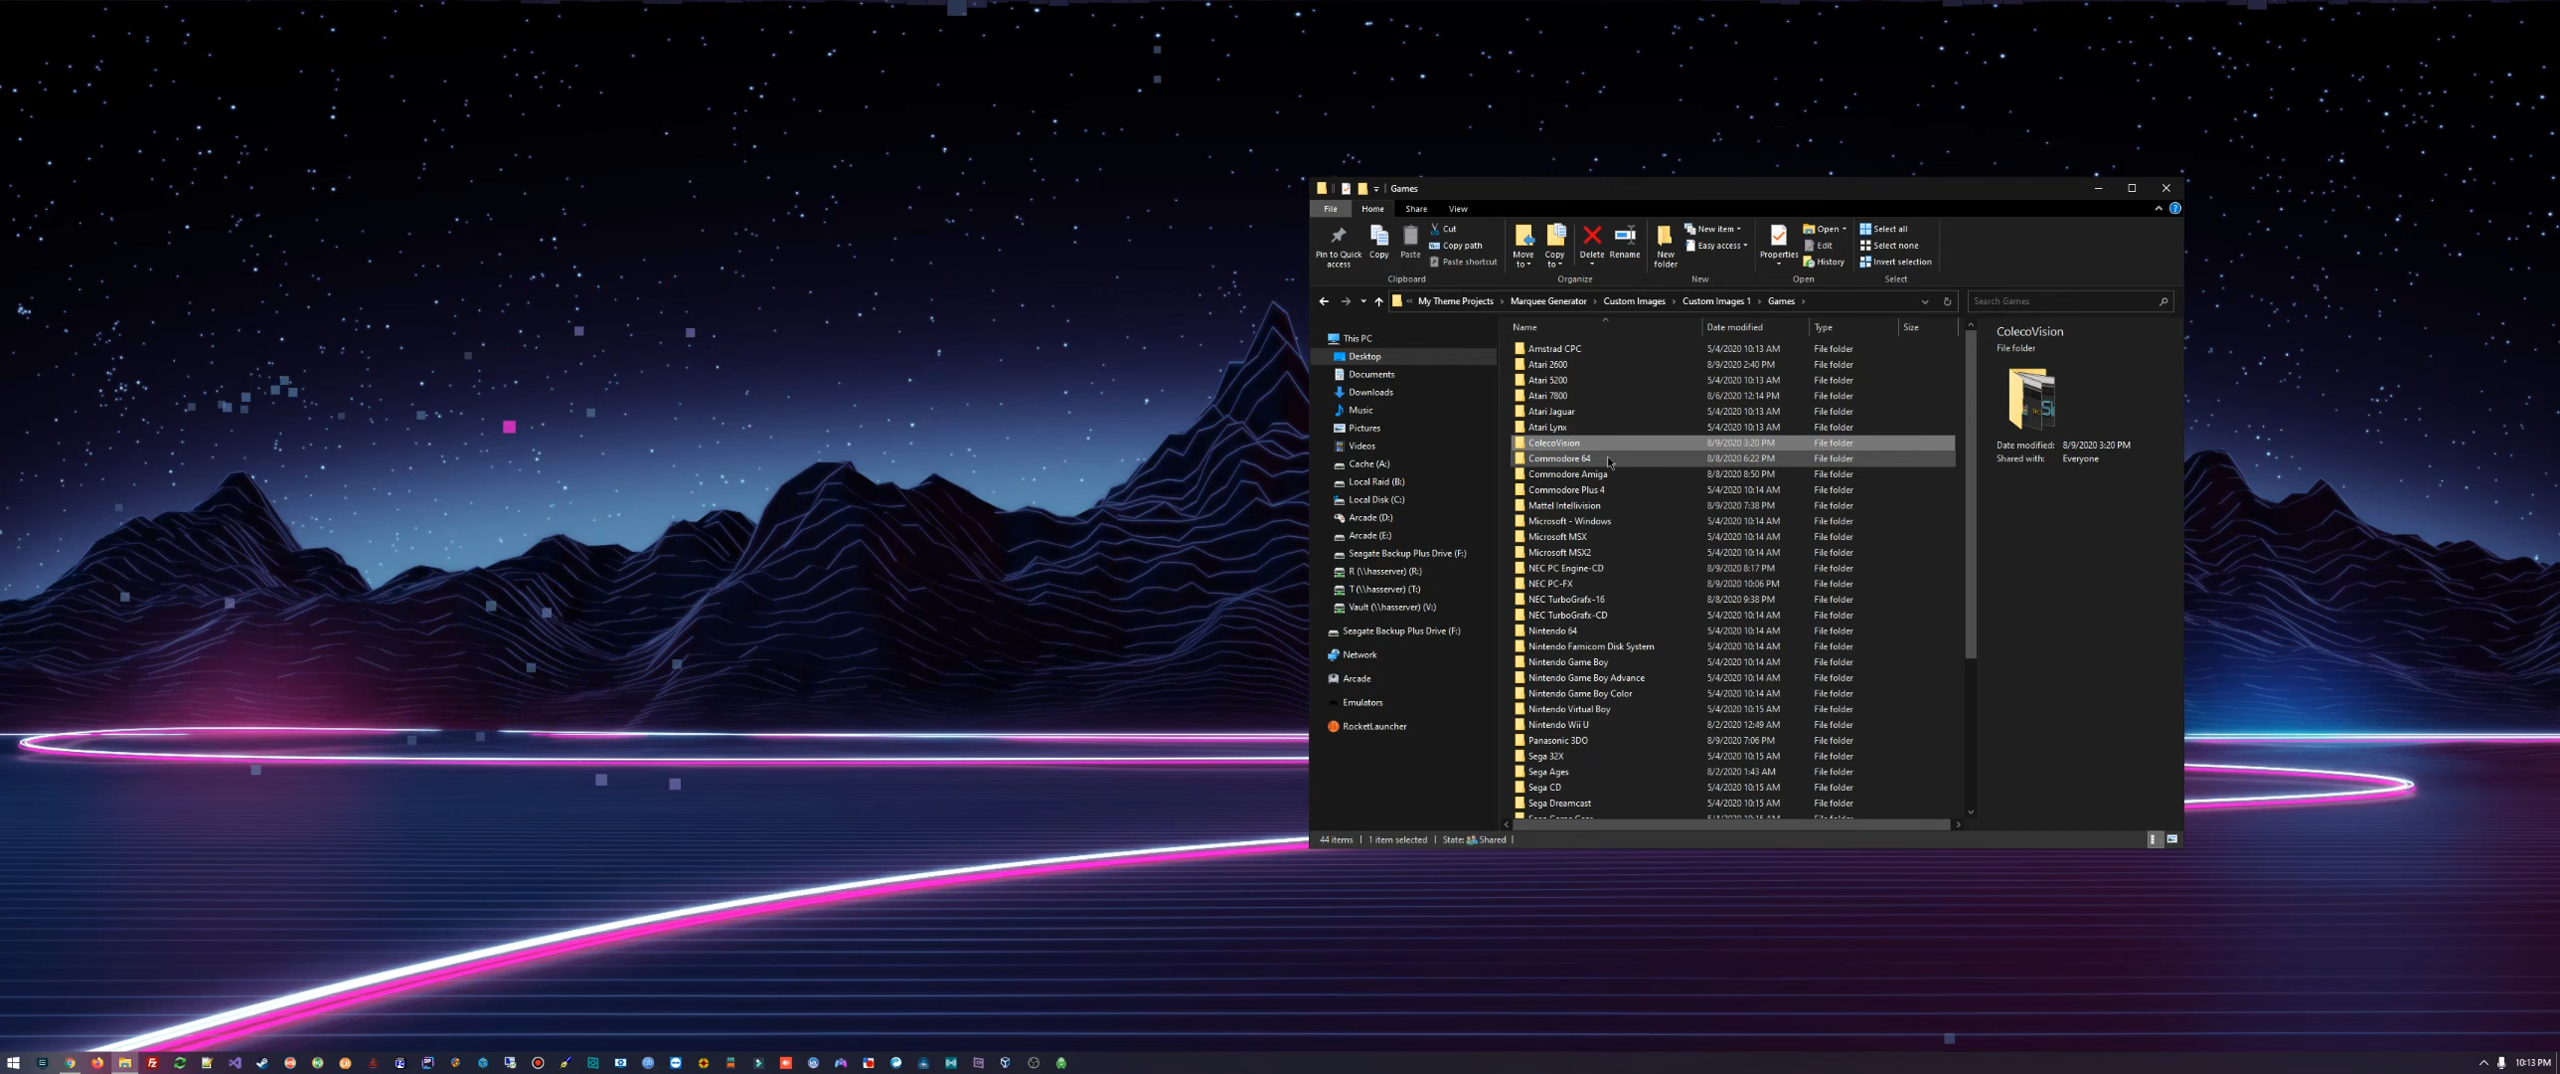 Games
File Home Share View
Pin to Quick access
Copy
Paste
Cut
Copy path
Paste shortcut
Clipboard
Move to
Copy to
Delete
Rename
Organize
New folder
New item
Easy access
New
Properties
Open
Edit
History
Open
Select all
Select none
Invert selection
Select
« My Theme Projects > Marquee Generator > Custom Images > Custom Images 1 > Games >
Search Games
This PC
Desktop
Documents
Downloads
Music
Pictures
Videos
Cache (A:)
Local Raid (B:)
Local Disk (C:)
Arcade (D:)
Arcade (E:)
Seagate Backup Plus Drive (F:)
R (\\hasserver) (R:)
T (\\hasserver) (T:)
Vault (\\hasserver) (V:)
Seagate Backup Plus Drive (F:)
Network
Arcade
Emulators
RocketLauncher
Name Date modified Type Size
Amstrad CPC 5/4/2020 10:13 AM File folder
Atari 2600 8/9/2020 2:40 PM File folder
Atari 5200 5/4/2020 10:13 AM File folder
Atari 7800 8/6/2020 12:14 PM File folder
Atari Jaguar 5/4/2020 10:13 AM File folder
Atari Lynx 5/4/2020 10:13 AM File folder
ColecoVision 8/9/2020 3:20 PM File folder
Commodore 64 8/8/2020 6:22 PM File folder
Commodore Amiga 8/8/2020 8:50 PM File folder
Commodore Plus 4 5/4/2020 10:14 AM File folder
Mattel Intellivision 8/9/2020 7:38 PM File folder
Microsoft - Windows 5/4/2020 10:14 AM File folder
Microsoft MSX 5/4/2020 10:14 AM File folder
Microsoft MSX2 5/4/2020 10:14 AM File folder
NEC PC Engine-CD 8/9/2020 8:17 PM File folder
NEC PC-FX 8/9/2020 10:06 PM File folder
NEC TurboGrafx-16 8/8/2020 9:38 PM File folder
NEC TurboGrafx-CD 5/4/2020 10:14 AM File folder
Nintendo 64 5/4/2020 10:14 AM File folder
Nintendo Famicom Disk System 5/4/2020 10:14 AM File folder
Nintendo Game Boy 5/4/2020 10:14 AM File folder
Nintendo Game Boy Advance 5/4/2020 10:14 AM File folder
Nintendo Game Boy Color 5/4/2020 10:14 AM File folder
Nintendo Virtual Boy 5/4/2020 10:15 AM File folder
Nintendo Wii U 8/2/2020 12:49 AM File folder
Panasonic 3DO 8/9/2020 7:06 PM File folder
Sega 32X 5/4/2020 10:15 AM File folder
Sega Ages 8/2/2020 1:43 AM File folder
Sega CD 5/4/2020 10:15 AM File folder
Sega Dreamcast 5/4/2020 10:15 AM File folder
ColecoVision
File folder
Date modified: 8/9/2020 3:20 PM
Shared with: Everyone
44 items 1 item selected State: Shared
10:13 PM